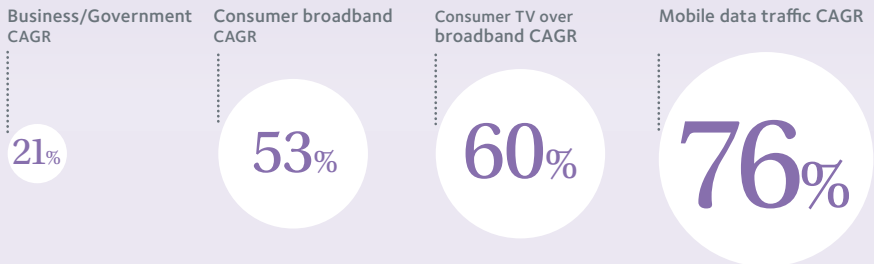 Business/Government
CAGR
21%
Consumer broadband
CAGR
53%
Consumer TV over
broadband CAGR
60%
Mobile data traffic CAGR
76%